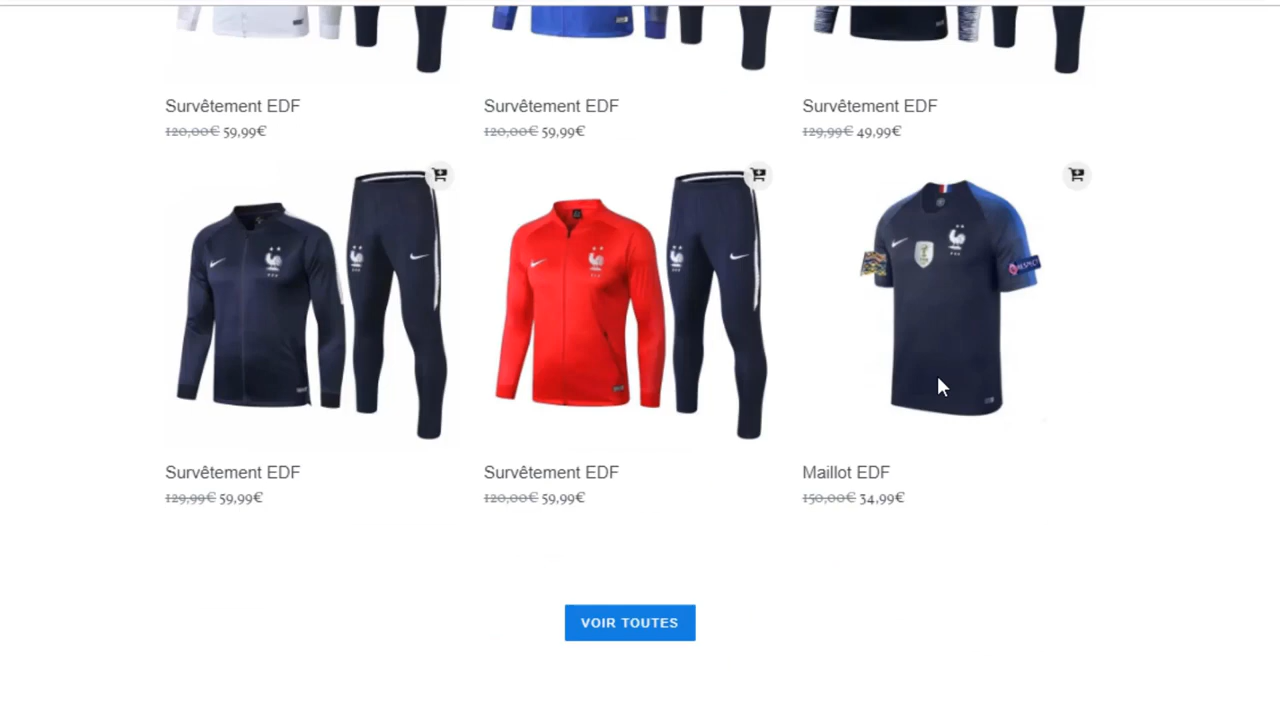 Survêtement EDF
120,00€ 59,99€
Survêtement EDF
120,00€ 59,99€
Survêtement EDF
129,99€ 49,99€
RESPECT
Survêtement EDF
129,99€ 59,99€
Survêtement EDF
120,00€ 59,99€
Maillot EDF
150,00€ 34,99€
VOIR TOUTES